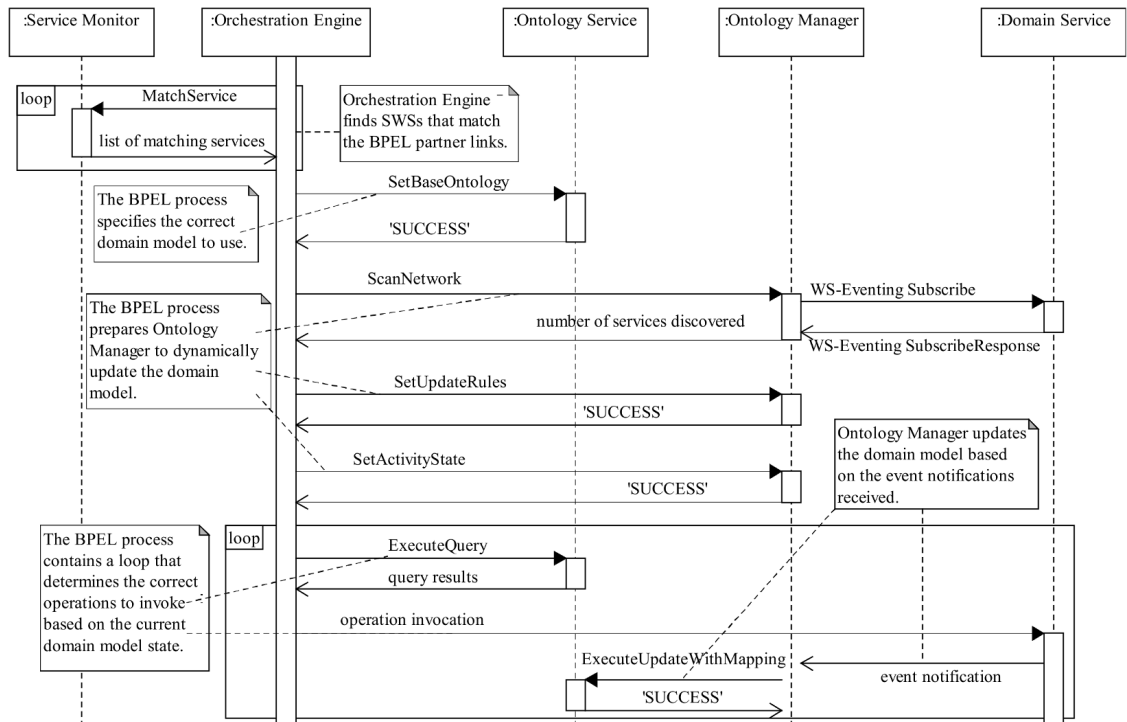 :Service Monitor
:Orchestration Engine
:Ontology Service
:Ontology Manager
:Domain Service
loop
MatchService
list of matching services
Orchestration Engine
finds SWSs that match
the BPEL partner links.
The BPEL process
specifies the correct
domain model to use.
SetBaseOntology
'SUCCESS'
ScanNetwork
WS-Eventing Subscribe
number of services discovered
WS-Eventing SubscribeResponse
The BPEL process
prepares Ontology
Manager to dynamically
update the domain
model.
SetUpdateRules
'SUCCESS'
SetActivityState
'SUCCESS'
Ontology Manager updates
the domain model based
on the event notifications
received.
The BPEL process
contains a loop that
determines the correct
operations to invoke
based on the current
domain model state.
loop
ExecuteQuery
query results
operation invocation
ExecuteUpdateWithMapping
event notification
'SUCCESS'